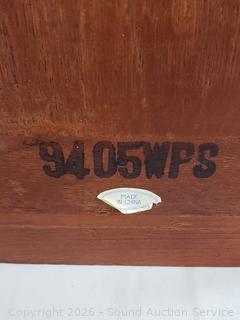 9405WPS
MADE
IN CHINA
Copyright 2026 - Sound Auction Service